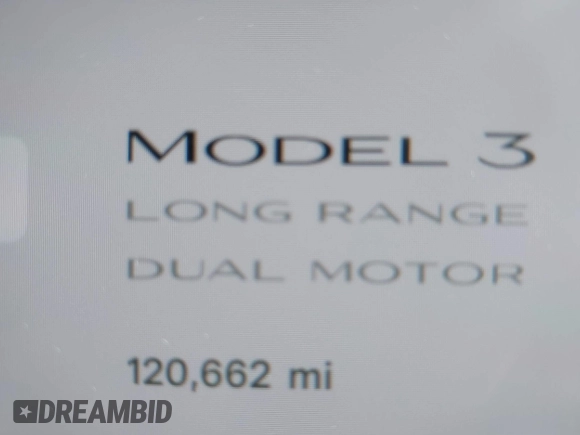 MODEL 3
LONG RANGE
DUAL MOTOR
120,662 mi
DREAMBID